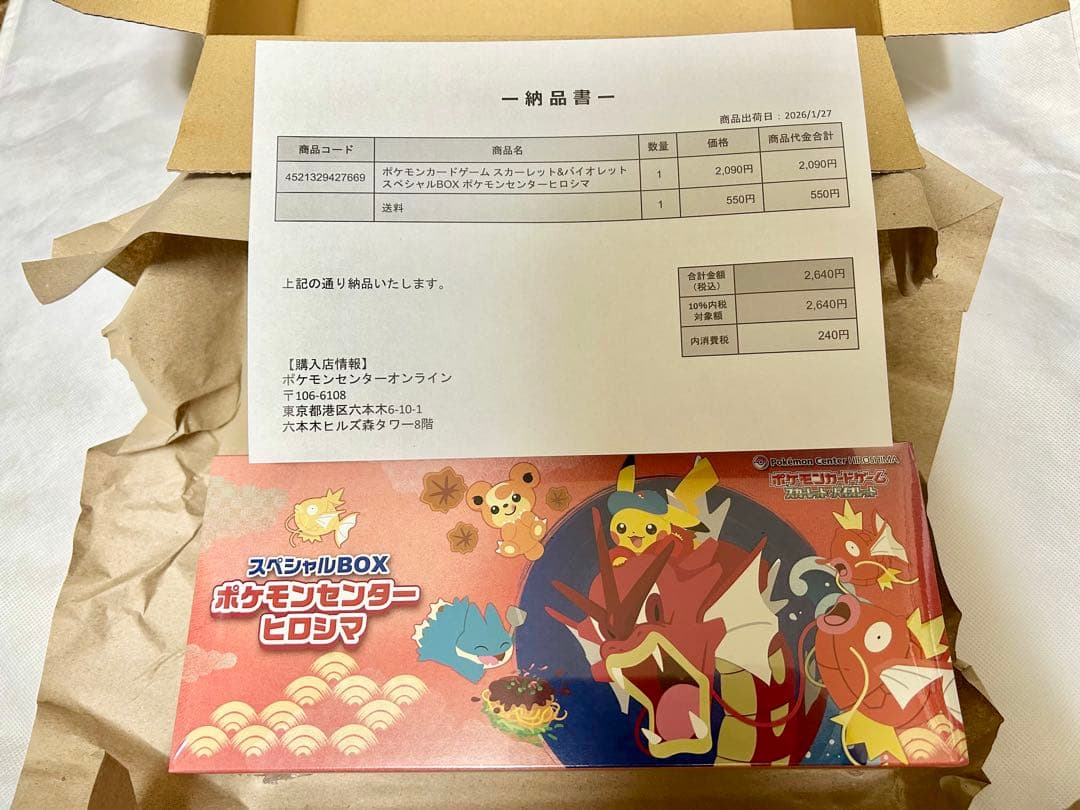 ー納品書ー
商品出荷日：2026/1/27
商品コード 商品名 数量 価格 商品代金合計
4521329427669 ポケモンカードゲーム スカーレット&バイオレット スペシャルBOX ポケモンセンターヒロシマ 1 2,090円 2,090円
送料 1 550円 550円
上記の通り納品いたします。
合計金額（税込） 2,640円
10%内税対象額 2,640円
内消費税 240円
【購入店情報】
ポケモンセンターオンライン
〒106-6108
東京都港区六本木6-10-1
六本木ヒルズ森タワー8階
Pokémon Center HIROSHIMA
ポケモンカードゲーム
スカーレット&バイオレット
スペシャルBOX
ポケモンセンター
ヒロシマ